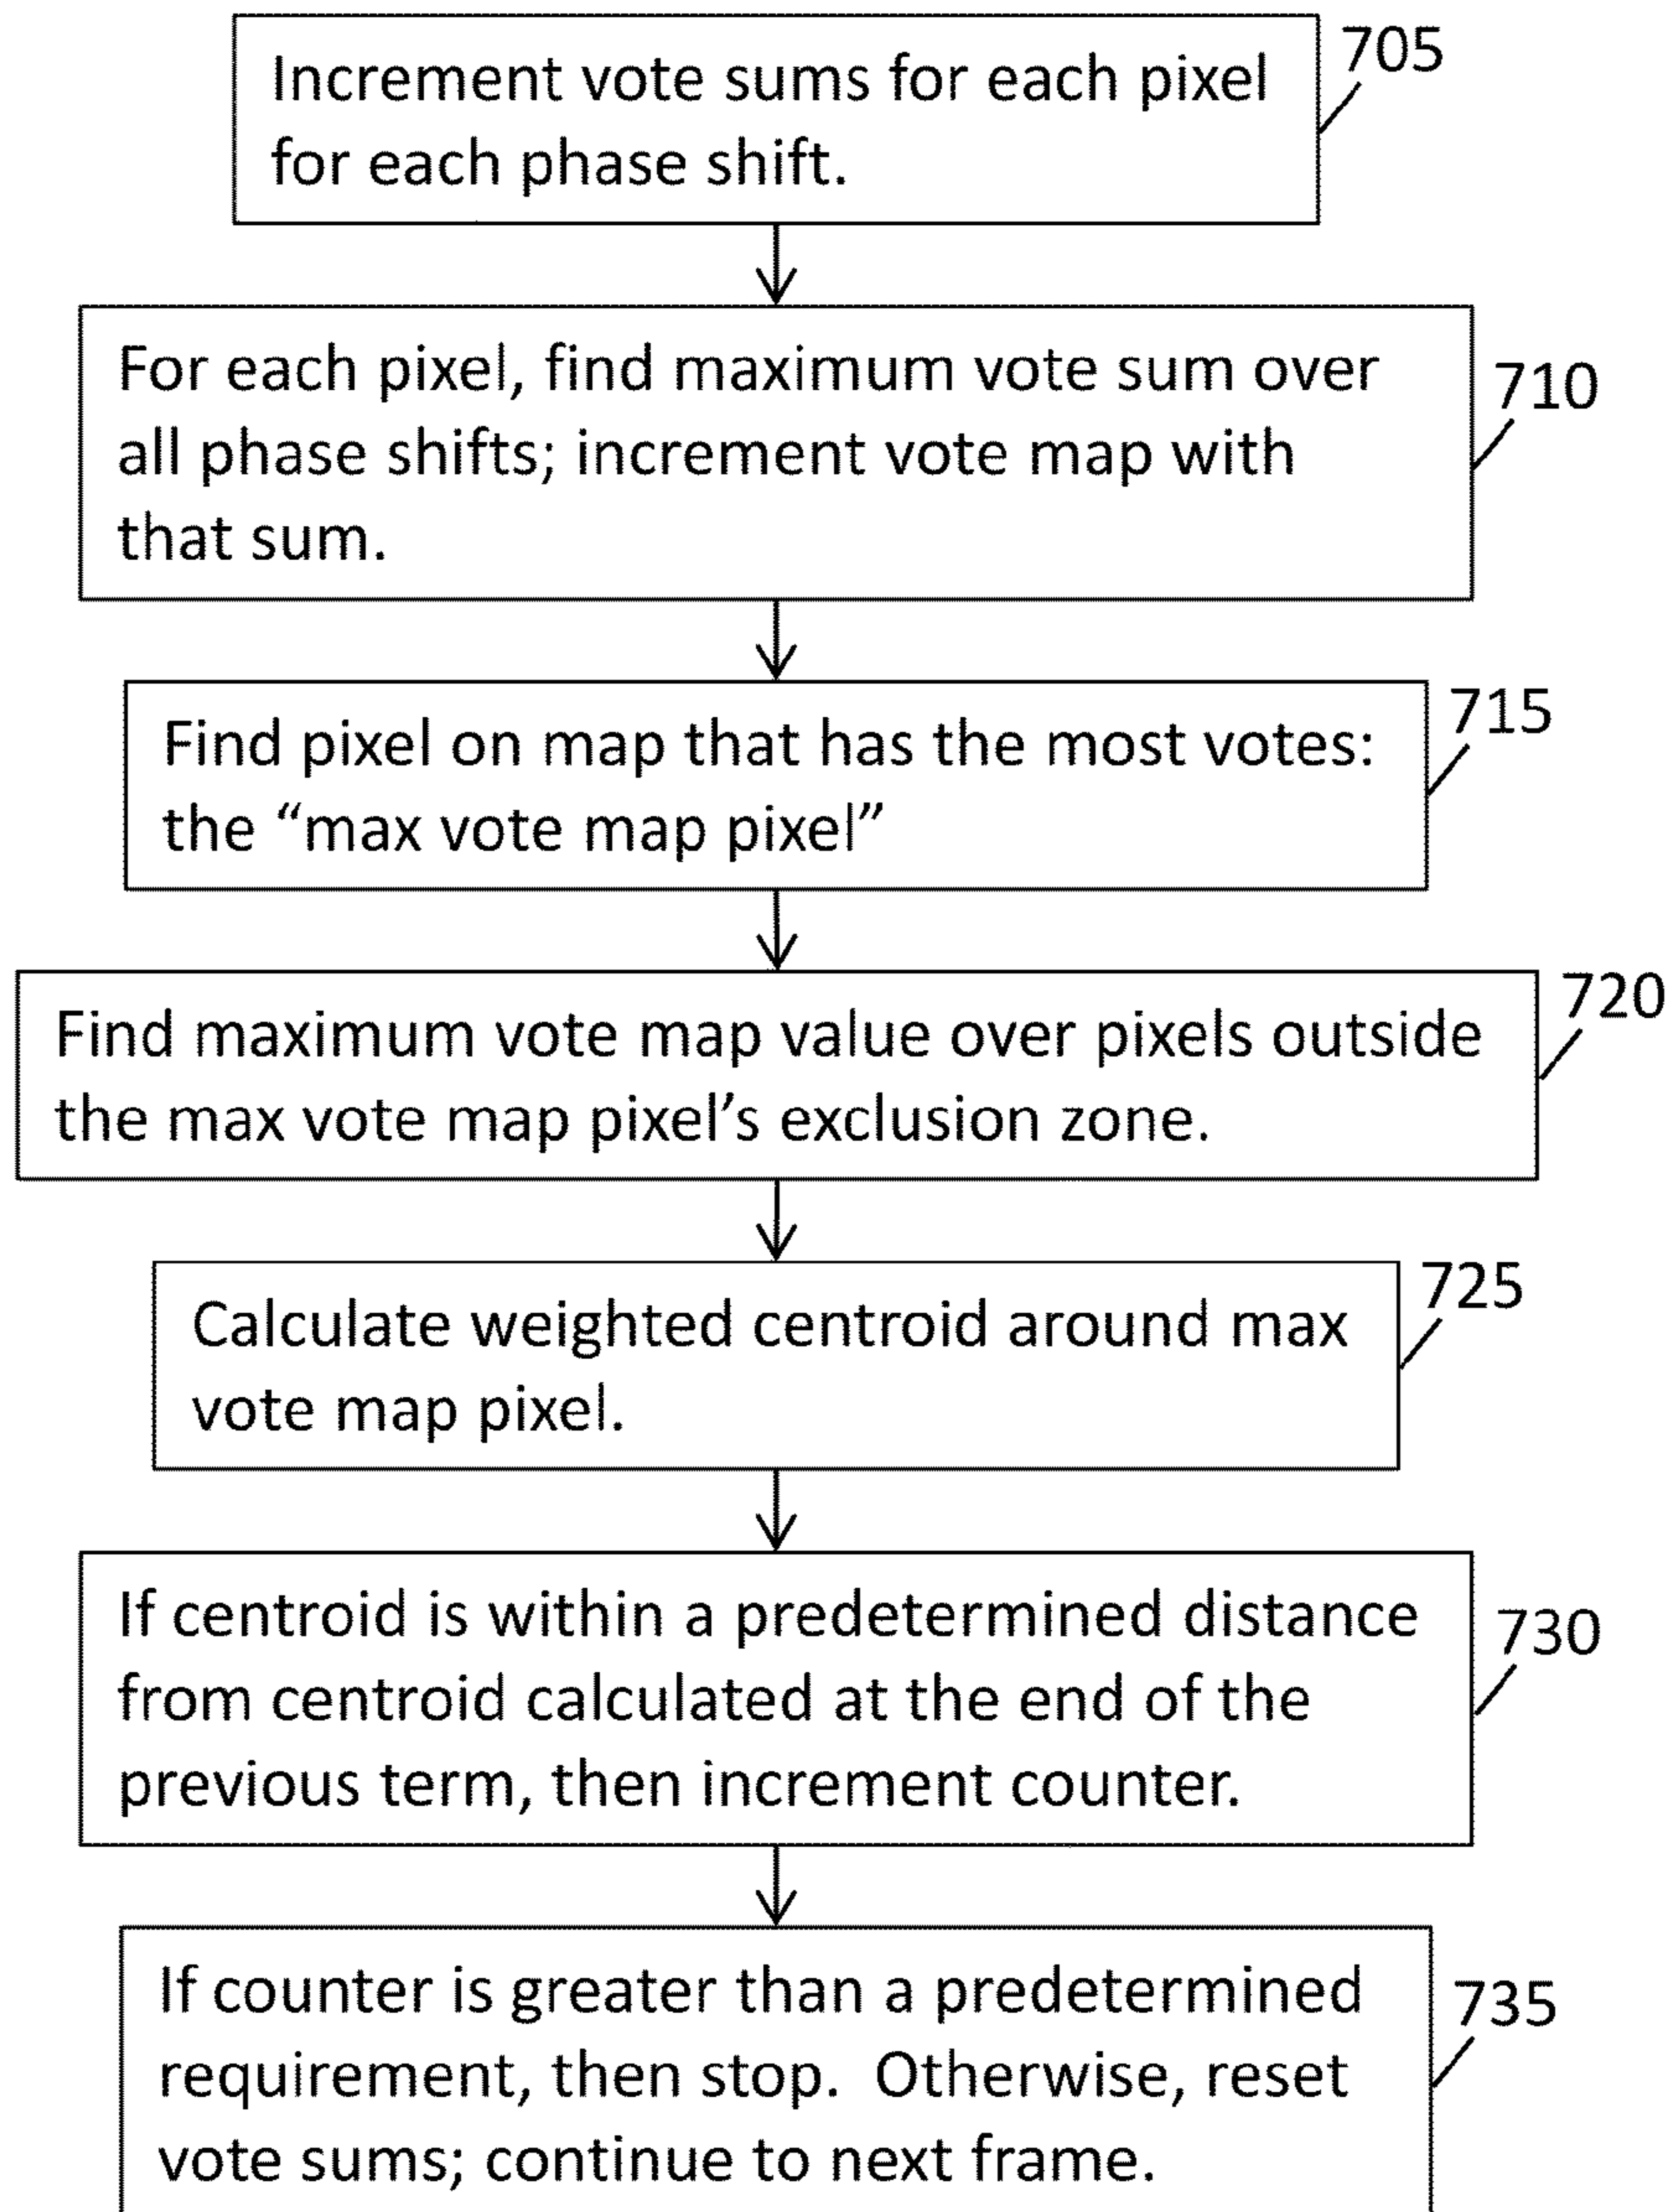 Increment vote sums for each pixel
for each phase shift.
705
For each pixel, find maximum vote sum over
all phase shifts; increment vote map with
that sum.
710
Find pixel on map that has the most votes:
the “max vote map pixel”
715
Find maximum vote map value over pixels outside
the max vote map pixel’s exclusion zone.
720
Calculate weighted centroid around max
vote map pixel.
725
If centroid is within a predetermined distance
from centroid calculated at the end of the
previous term, then increment counter.
730
If counter is greater than a predetermined
requirement, then stop.  Otherwise, reset
vote sums; continue to next frame.
735